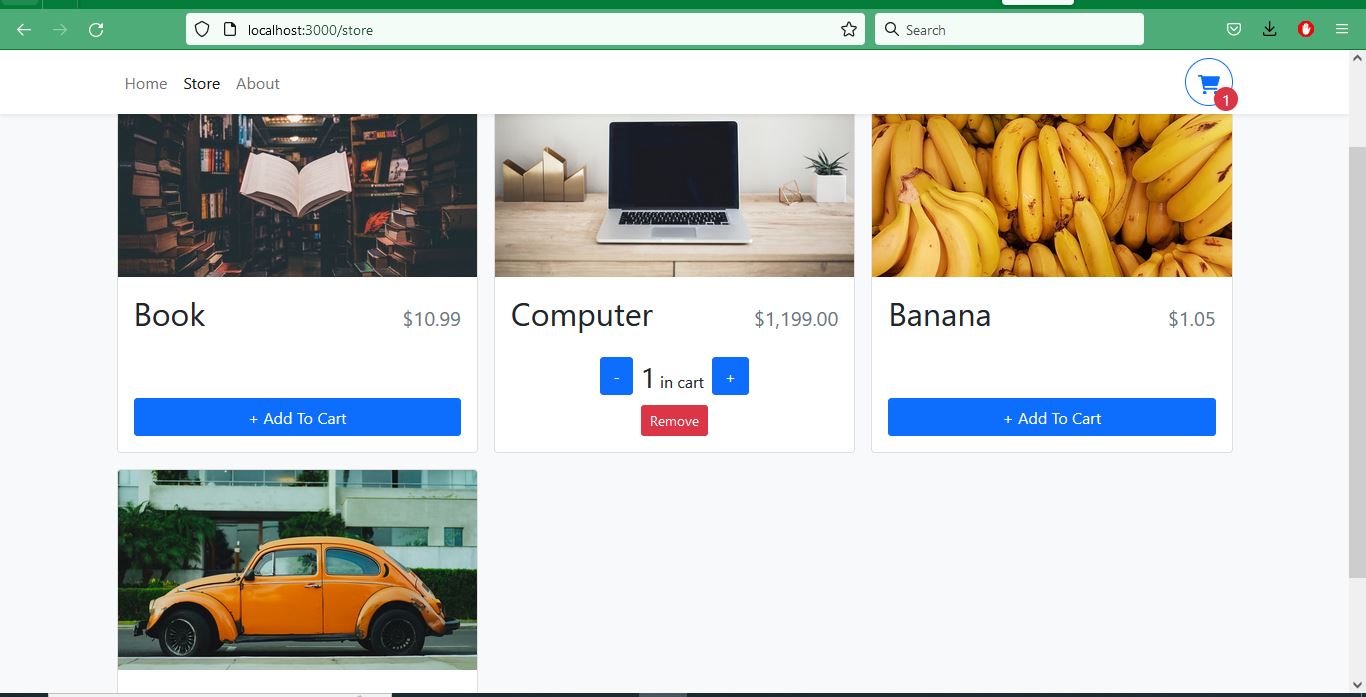 localhost:3000/store
Search
Home Store About
1
Book $10.99
Computer $1,199.00
Banana $1.05
- 1 in cart +
+ Add To Cart
Remove
+ Add To Cart